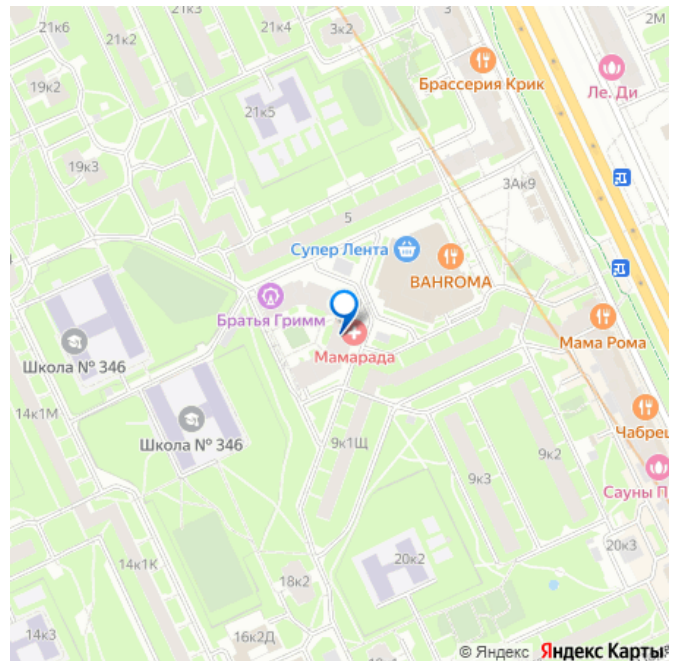 21к3
21к6
21к2
21к4
3к2
3
2М
Брассерия Крик
Ле. Ди
19к2
21к5
19к3
3Ак9
5
Супер Лента
BAHROMA
Братья Гримм
Мамарада
Мама Рома
Школа № 346
14к1М
Школа № 346
9к1Щ
Чабрец
9к3
9к2
Сауны П
20к3
20к2
14к1К
18к2
14к3
16к2Д
© Яндекс Яндекс Карты